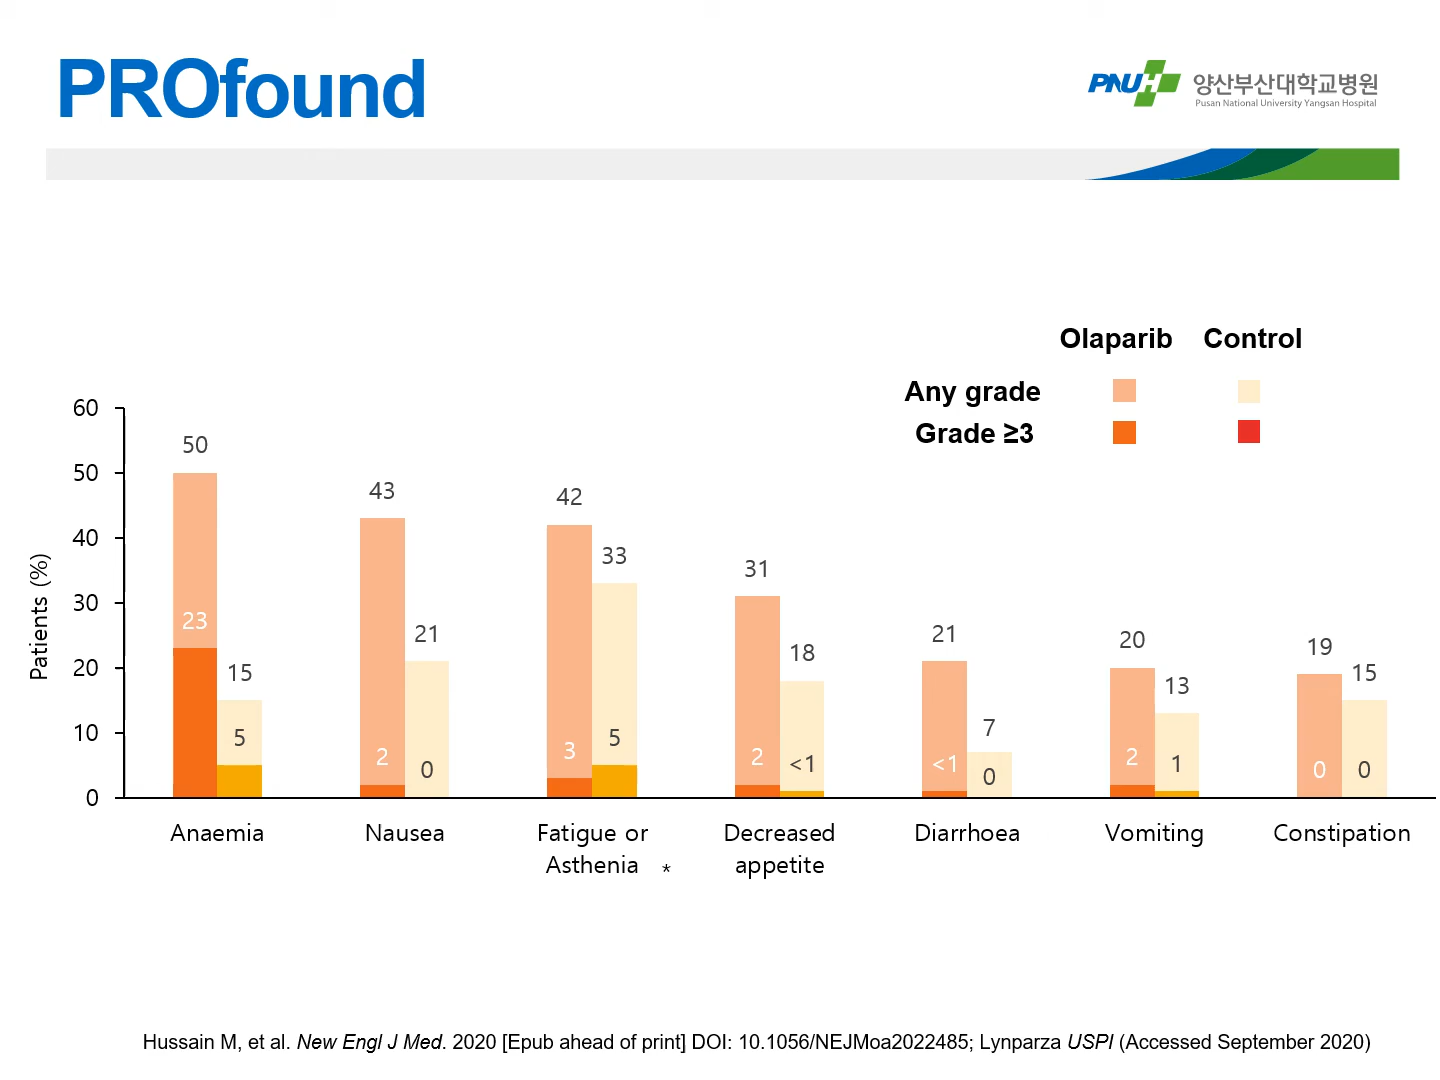 PROfound
PNUH 양산부산대학교병원
Pusan National University Yangsan Hospital
Olaparib Control
Any grade
Grade ≥3
60
50
40
30
20
10
0
Patients (%)
50
23
15
5
43
2
21
0
42
3
33
5
31
2
18
<1
21
<1
7
0
20
2
13
1
19
0
15
0
Anaemia
Nausea
Fatigue or
Asthenia *
Decreased
appetite
Diarrhoea
Vomiting
Constipation
Hussain M, et al. New Engl J Med. 2020 [Epub ahead of print] DOI: 10.1056/NEJMoa2022485; Lynparza USPI (Accessed September 2020)